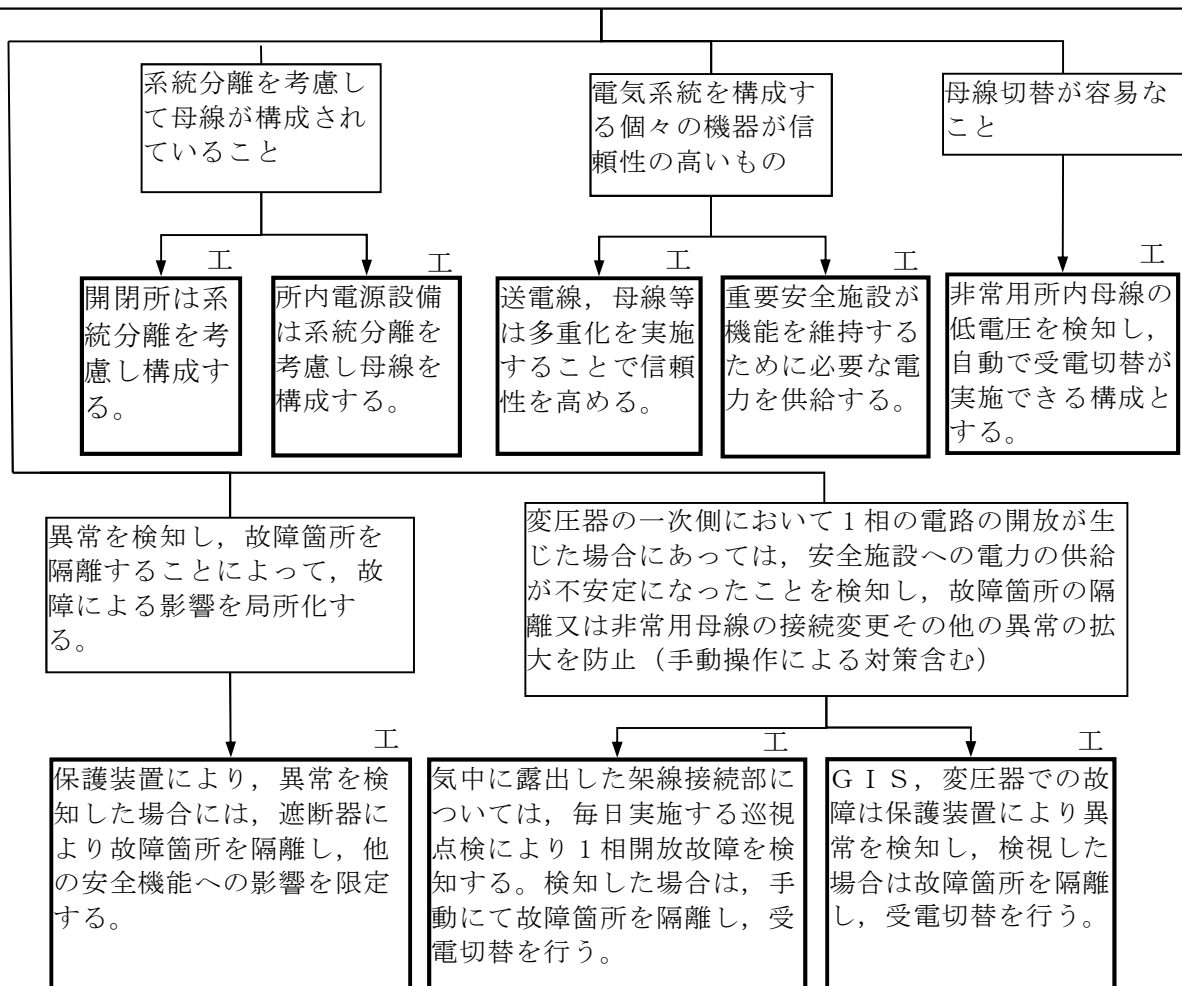 系統分離を考慮し
て母線が構成され
ていること
電気系統を構成す
る個々の機器が信
頼性の高いもの
母線切替が容易な
こと
工
開閉所は系
統分離を考
慮し構成す
る。
工
所内電源設備
は系統分離を
考慮し母線を
構成する。
工
送電線，母線等
は多重化を実施
することで信頼
性を高める。
工
重要安全施設が
機能を維持する
ために必要な電
力を供給する。
工
非常用所内母線の
低電圧を検知し，
自動で受電切替が
実施できる構成と
する。
異常を検知し，故障箇所を
隔離することによって，故
障による影響を局所化す
る。
変圧器の一次側において１相の電路の開放が生
じた場合にあっては，安全施設への電力の供給
が不安定になったことを検知し，故障箇所の隔
離又は非常用母線の接続変更その他の異常の拡
大を防止（手動操作による対策含む）
工
保護装置により，異常を検
知した場合には，遮断器に
より故障箇所を隔離し，他
の安全機能への影響を限定
する。
工
気中に露出した架線接続部に
ついては，毎日実施する巡視
点検により１相開放故障を検
知する。検知した場合は，手
動にて故障箇所を隔離し，受
電切替を行う。
工
ＧＩＳ，変圧器での故
障は保護装置により異
常を検知し，検視した
場合は故障箇所を隔離
し，受電切替を行う。